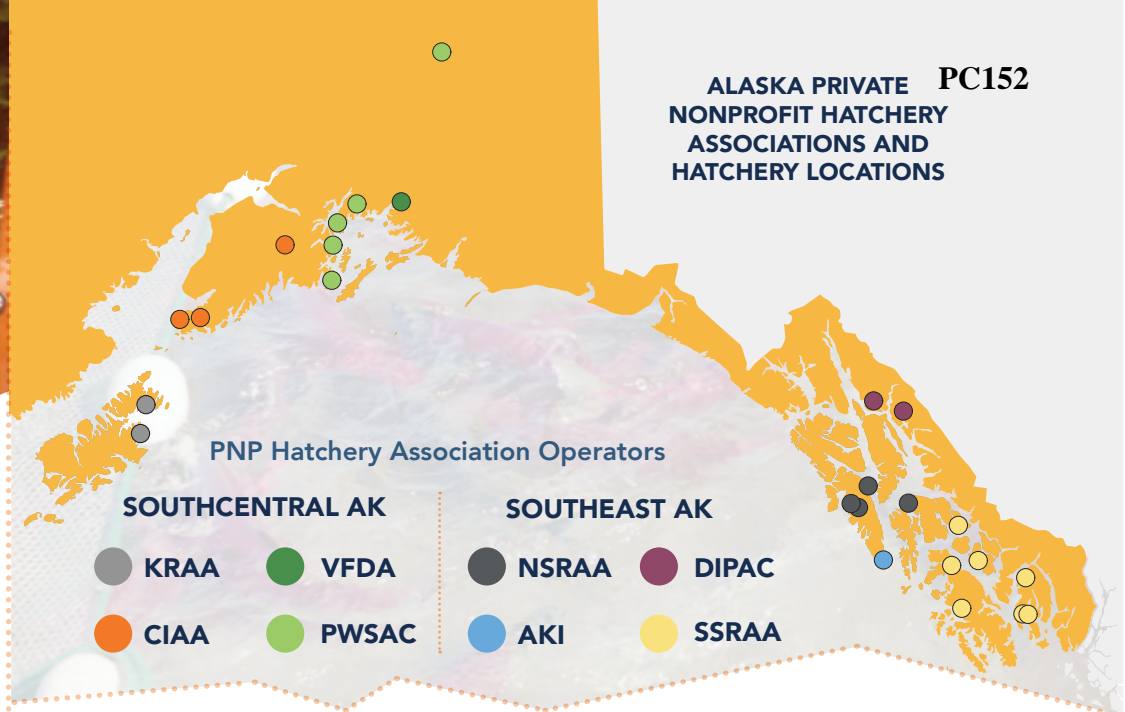 PC152
ALASKA PRIVATE
NONPROFIT HATCHERY
ASSOCIATIONS AND
HATCHERY LOCATIONS
PNP Hatchery Association Operators
SOUTHCENTRAL AK
KRAA
VFDA
CIAA
PWSAC
SOUTHEAST AK
NSRAA
DIPAC
AKI
SSRAA